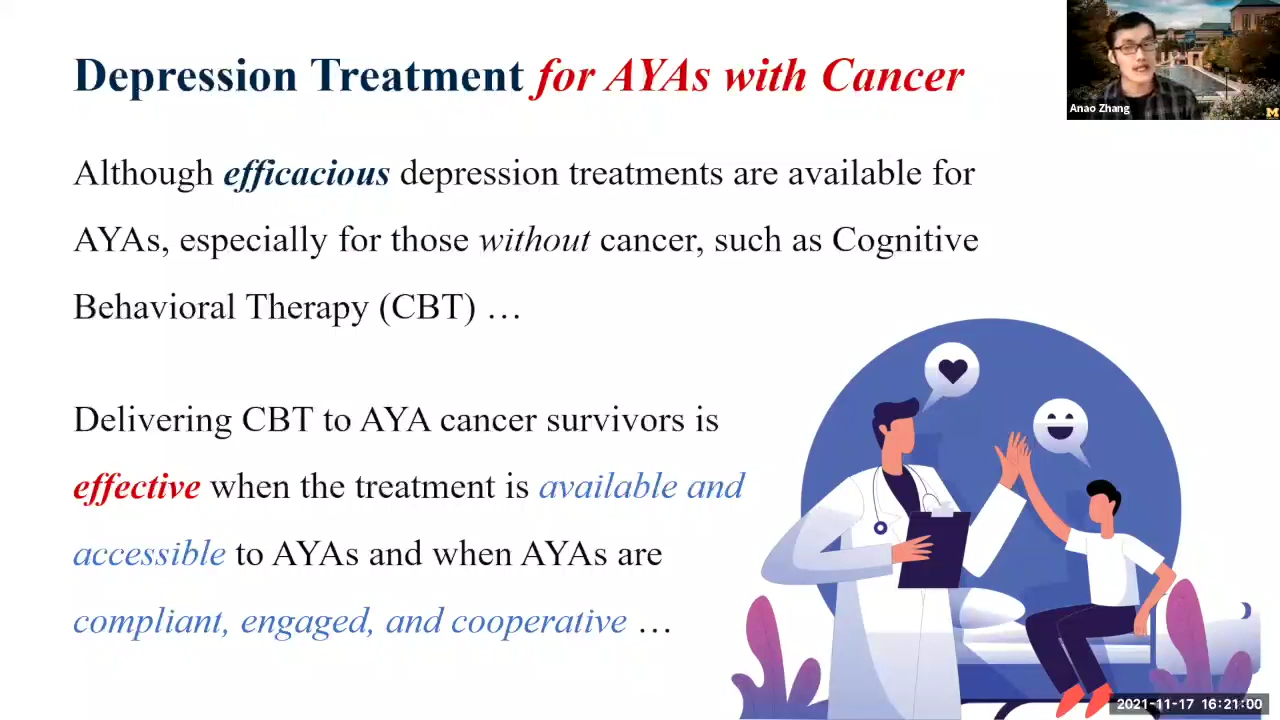 Depression Treatment for AYAs with Cancer
Anao Zhang
M
Although efficacious depression treatments are available for
AYAs, especially for those without cancer, such as Cognitive
Behavioral Therapy (CBT) …
Delivering CBT to AYA cancer survivors is
effective when the treatment is available and
accessible to AYAs and when AYAs are
compliant, engaged, and cooperative …
2021-11-17 16:21:00